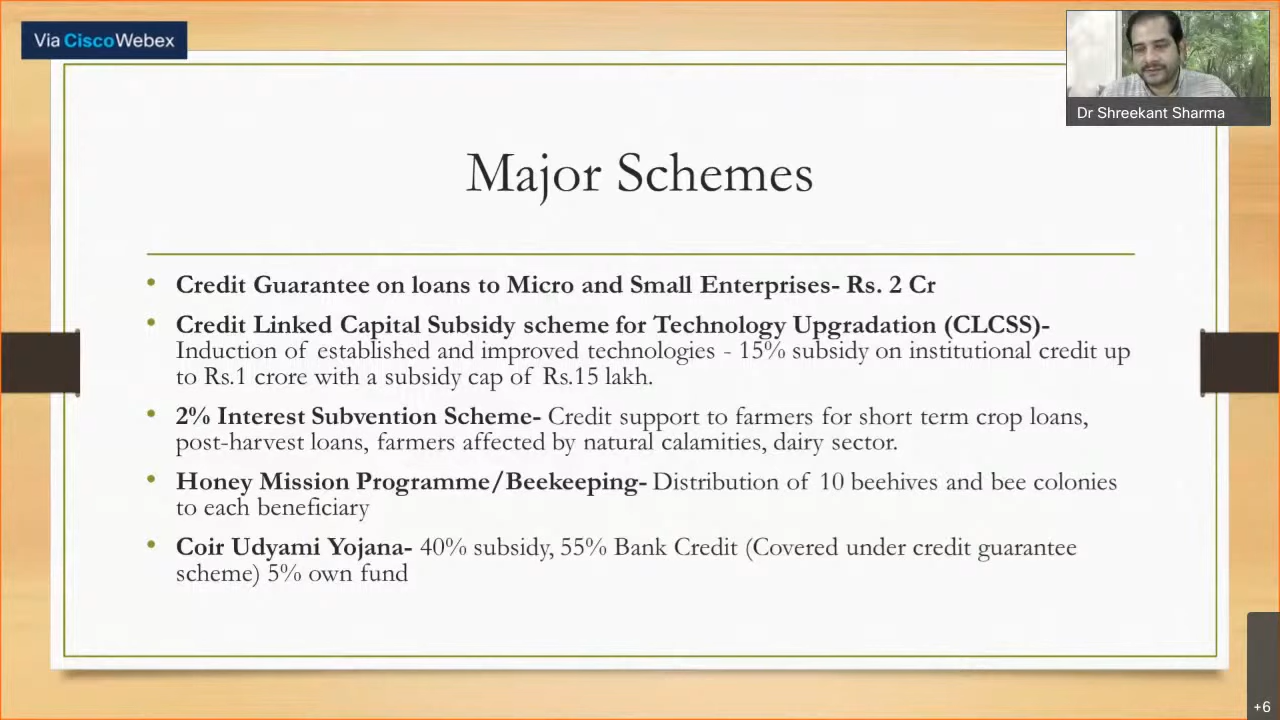 Via CiscoWebex
Dr Shreekant Sharma
Major Schemes
• Credit Guarantee on loans to Micro and Small Enterprises- Rs. 2 Cr
• Credit Linked Capital Subsidy scheme for Technology Upgradation (CLCSS)-
Induction of established and improved technologies - 15% subsidy on institutional credit up
to Rs.1 crore with a subsidy cap of Rs.15 lakh.
• 2% Interest Subvention Scheme- Credit support to farmers for short term crop loans,
post-harvest loans, farmers affected by natural calamities, dairy sector.
• Honey Mission Programme/Beekeeping- Distribution of 10 beehives and bee colonies
to each beneficiary
• Coir Udyami Yojana- 40% subsidy, 55% Bank Credit (Covered under credit guarantee
scheme) 5% own fund
+6